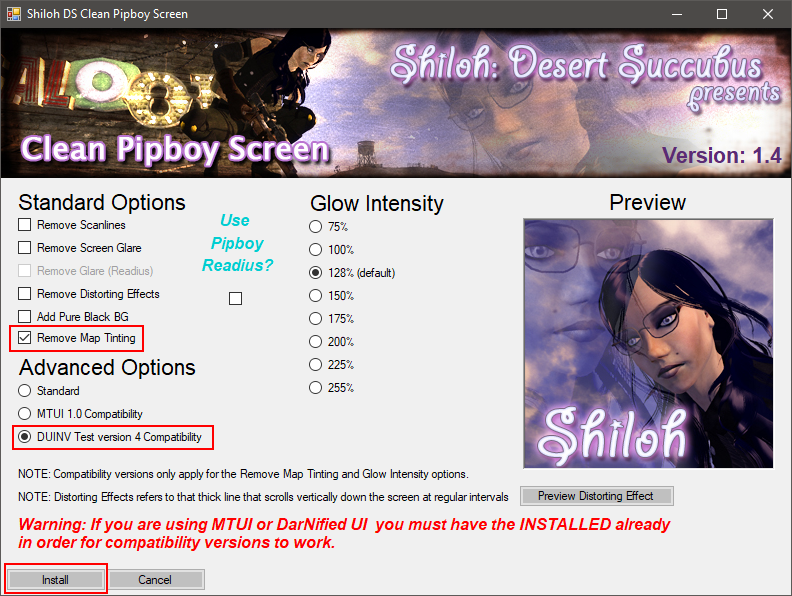 Shiloh DS Clean Pipboy Screen
Shiloh: Desert Succubus
presents
Clean Pipboy Screen
Version: 1.4
Standard Options
Remove Scanlines
Remove Screen Glare
Remove Glare (Readius)
Remove Distorting Effects
Add Pure Black BG
Remove Map Tinting
Use
Pipboy
Readius?
Advanced Options
Standard
MTUI 1.0 Compatibility
DUINV Test version 4 Compatibility
Glow Intensity
75%
100%
128% (default)
150%
175%
200%
225%
255%
Preview
Shiloh
NOTE: Compatibility versions only apply for the Remove Map Tinting and Glow Intensity options.
NOTE: Distorting Effects refers to that thick line that scrolls vertically down the screen at regular intervals
Preview Distorting Effect
Warning: If you are using MTUI or DarNified UI  you must have the INSTALLED already
in order for compatibility versions to work.
Install
Cancel